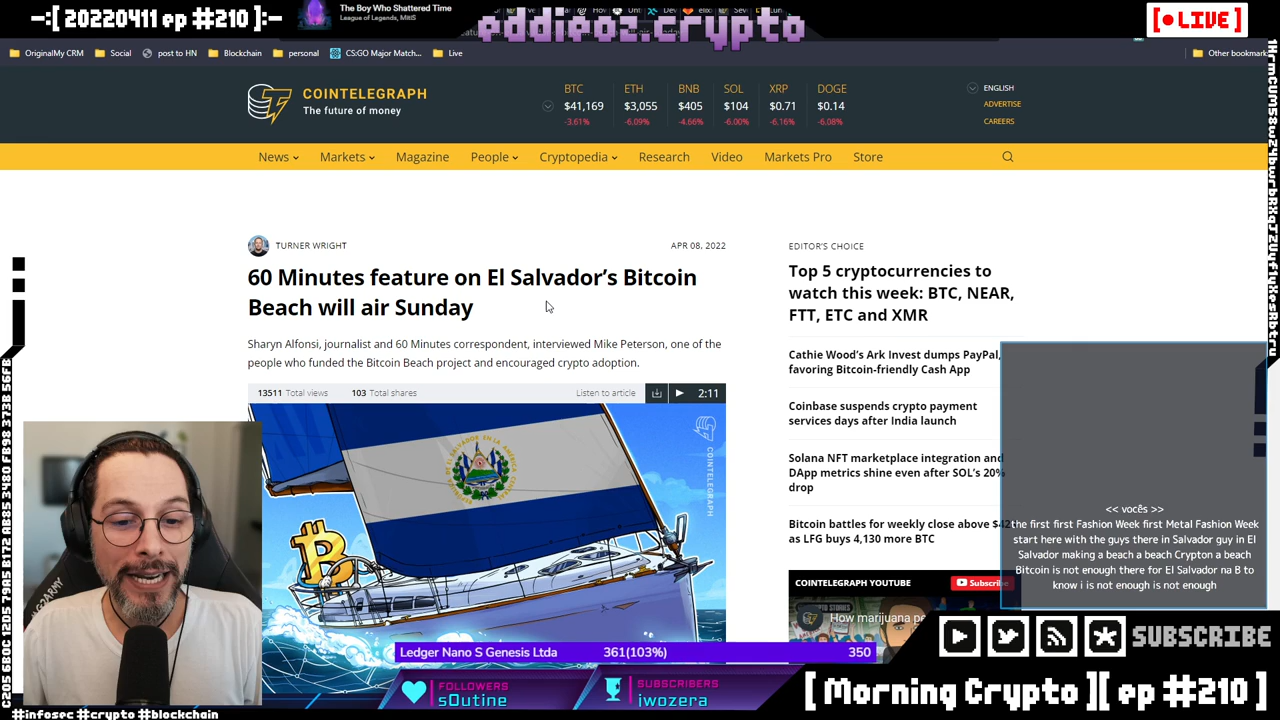 -:[ 20220411 ep #210 ]:-
The Boy Who Shattered Time
League of Legends, MitiS
eddieoz.crypto
[ LIVE ]
OriginalMy CRM
Social
post to HN
Blockchain
personal
CS:GO Major Match...
Live
Other bookmark
COINTELEGRAPH
The future of money
BTC ETH BNB SOL XRP DOGE
$41,169 $3,055 $405 $104 $0.71 $0.14
-3.61% -6.09% -4.66% -6.00% -6.16% -6.08%
ENGLISH
ADVERTISE
CAREERS
News Markets Magazine People Cryptopedia Research Video Markets Pro Store
TURNER WRIGHT
APR 08, 2022
60 Minutes feature on El Salvador’s Bitcoin
Beach will air Sunday
Sharyn Alfonsi, journalist and 60 Minutes correspondent, interviewed Mike Peterson, one of the
people who funded the Bitcoin Beach project and encouraged crypto adoption.
13511 Total views 103 Total shares
Listen to article 2:11
COINTELEGRAPH
EDITOR’S CHOICE
Top 5 cryptocurrencies to
watch this week: BTC, NEAR,
FTT, ETC and XMR
Cathie Wood’s Ark Invest dumps PayPal,
favoring Bitcoin-friendly Cash App
Coinbase suspends crypto payment
services days after India launch
Solana NFT marketplace integration and
DApp metrics shine even after SOL’s 20%
drop
Bitcoin battles for weekly close above $42
as LFG buys 4,130 more BTC
COINTELEGRAPH YOUTUBE
Subscribe
How marijuana pe
<< vocês >>
the first first Fashion Week first Metal Fashion Week
start here with the guys there in Salvador guy in El
Salvador making a beach a beach Crypton a beach
Bitcoin is not enough there for El Salvador na B to
know i is not enough is not enough
Ledger Nano S Genesis Ltda 361(103%) 350
FOLLOWERS
s0utine
SUBSCRIBERS
iwozera
SUBSCRIBE
[ Morning Crypto ][ ep #210 ]
#infosec #crypto #blockchain